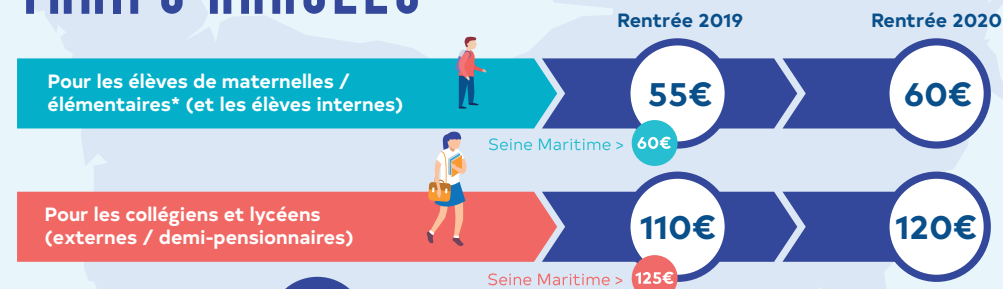 Rentrée 2019
Rentrée 2020
Pour les élèves de maternelles /
élémentaires* (et les élèves internes)
55€
60€
Seine Maritime > 60€
Pour les collégiens et lycéens
(externes / demi-pensionnaires)
110€
120€
Seine Maritime > 125€